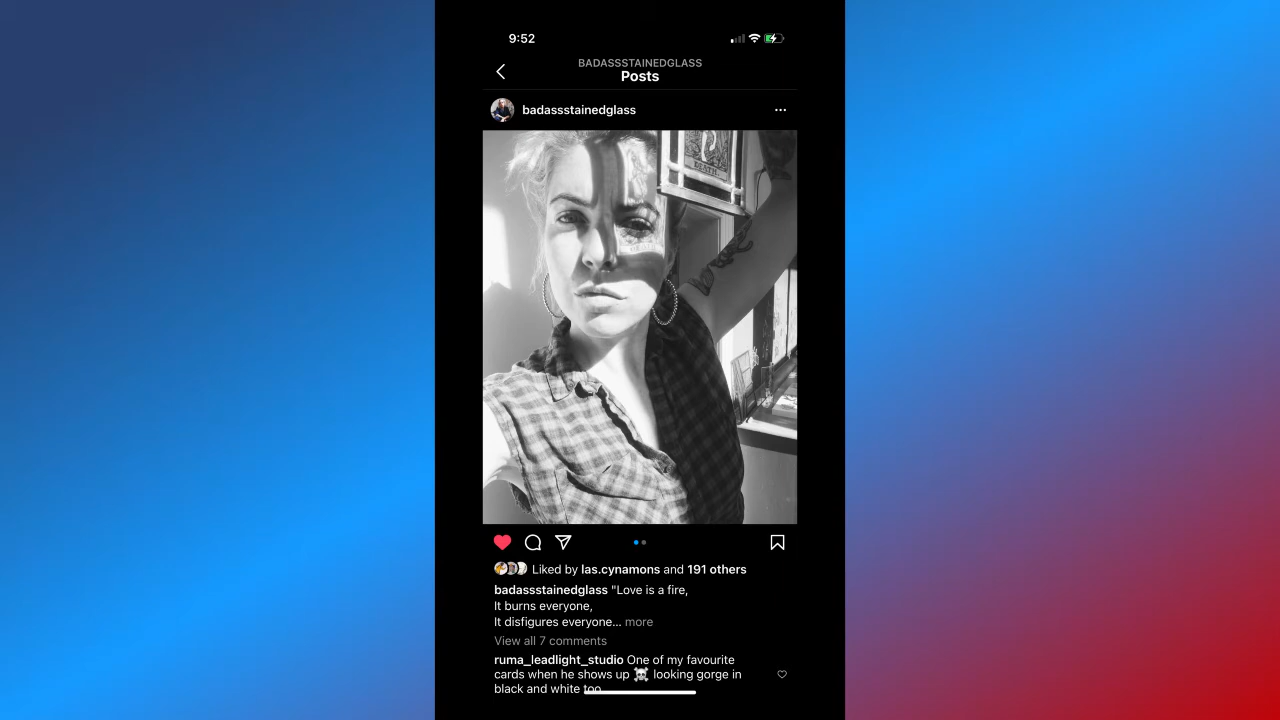 9:52
BADASSSTAINEDGLASS
Posts
badassstainedglass
DEATH.
Liked by las.cynamons and 191 others
badassstainedglass "Love is a fire,
It burns everyone,
It disfigures everyone... more
View all 7 comments
ruma_leadlight_studio One of my favourite
cards when he shows up ☠️ looking gorge in
black and white too